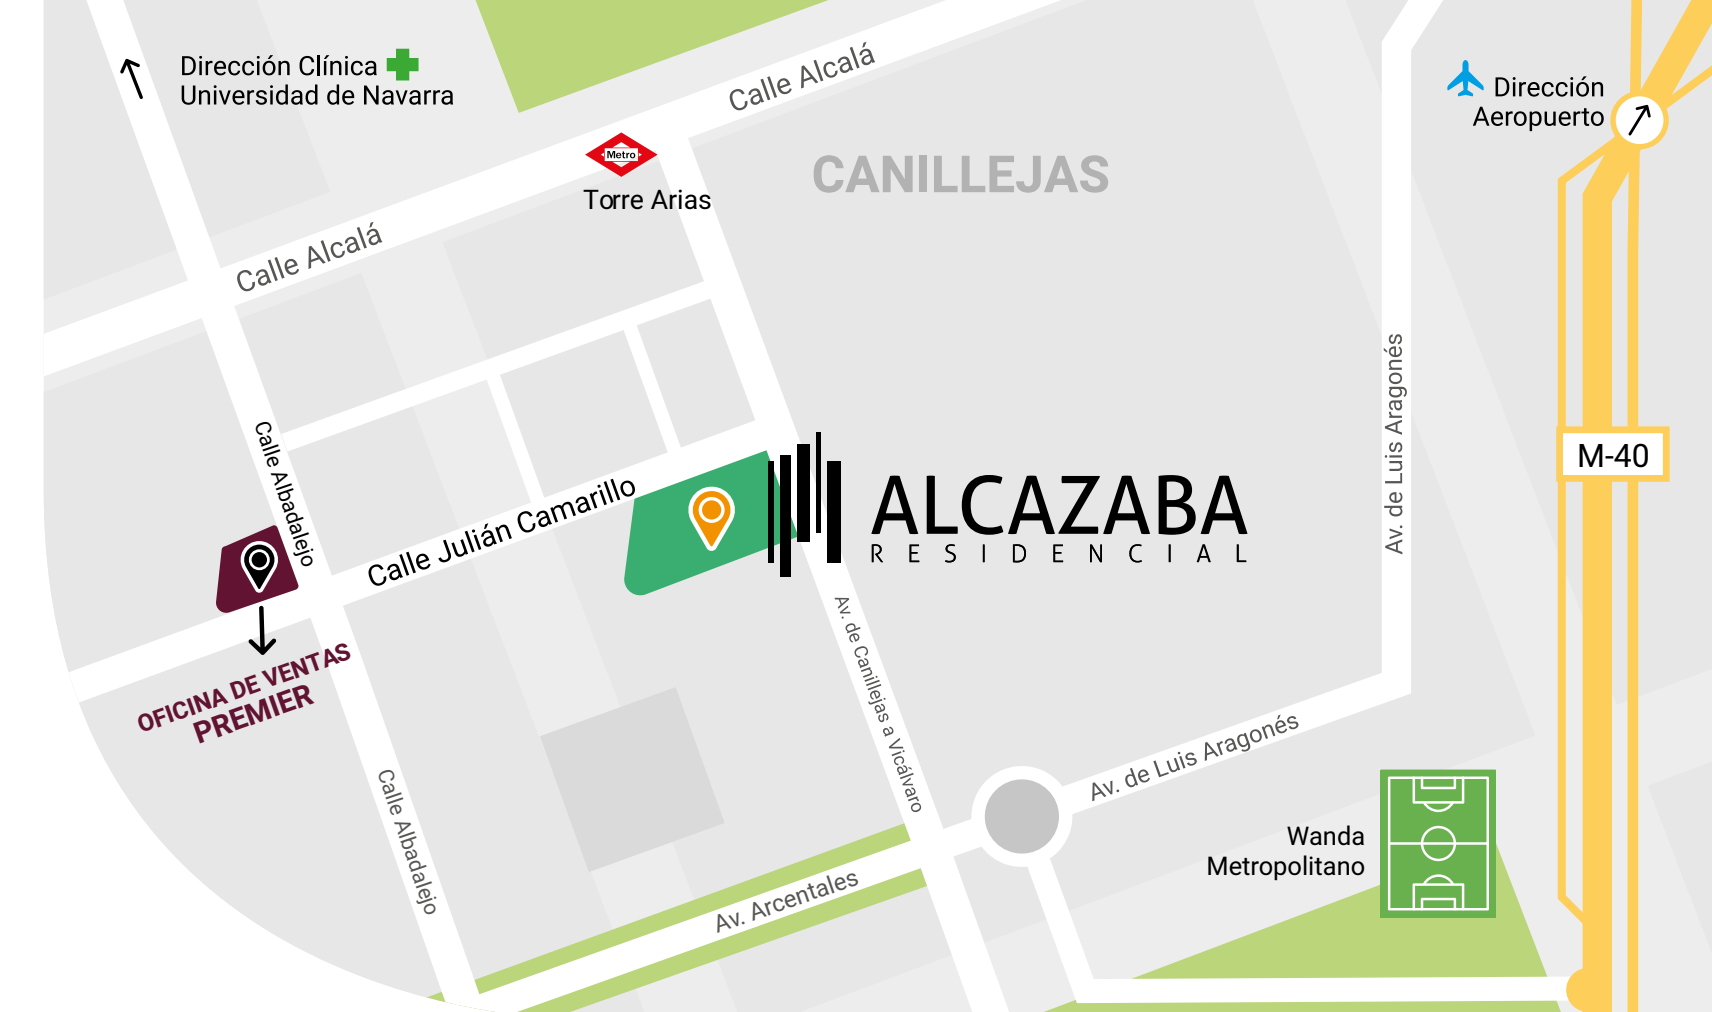 Dirección Clínica
Universidad de Navarra
Calle Alcalá
Dirección
Aeropuerto
Metro
Torre Arias
CANILLEJAS
Calle Alcalá
Av. de Luis Aragonés
M-40
Calle Albadalejo
Calle Julián Camarillo
ALCAZABA
RESIDENCIAL
OFICINA DE VENTAS
PREMIER
Av. de Canillejas a Vicálvaro
Av. de Luis Aragonés
Calle Albadalejo
Wanda
Metropolitano
Av. Arcentales